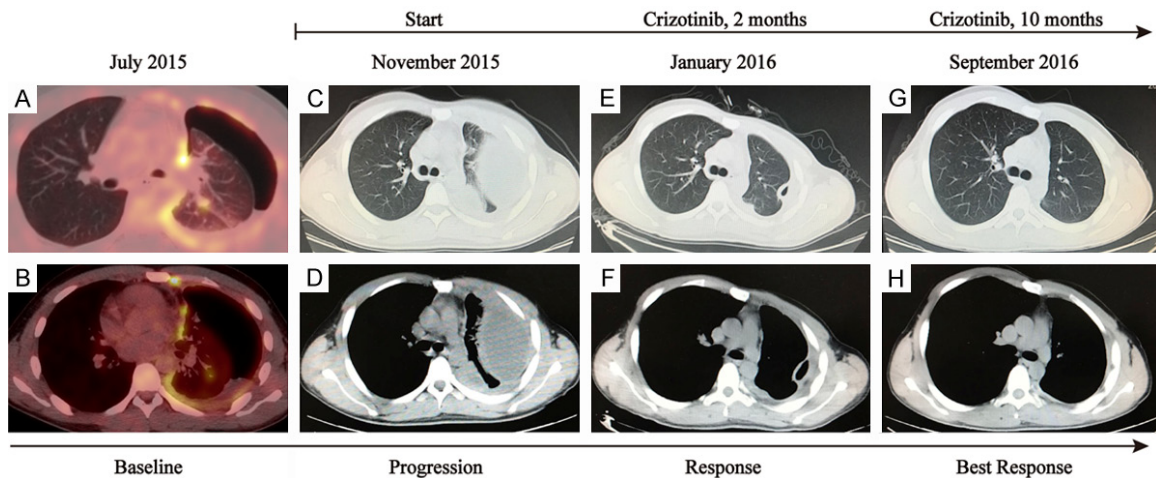 Start Crizotinib, 2 months Crizotinib, 10 months
July 2015 November 2015 January 2016 September 2016
A C E G
B D F H
Baseline Progression Response Best Response